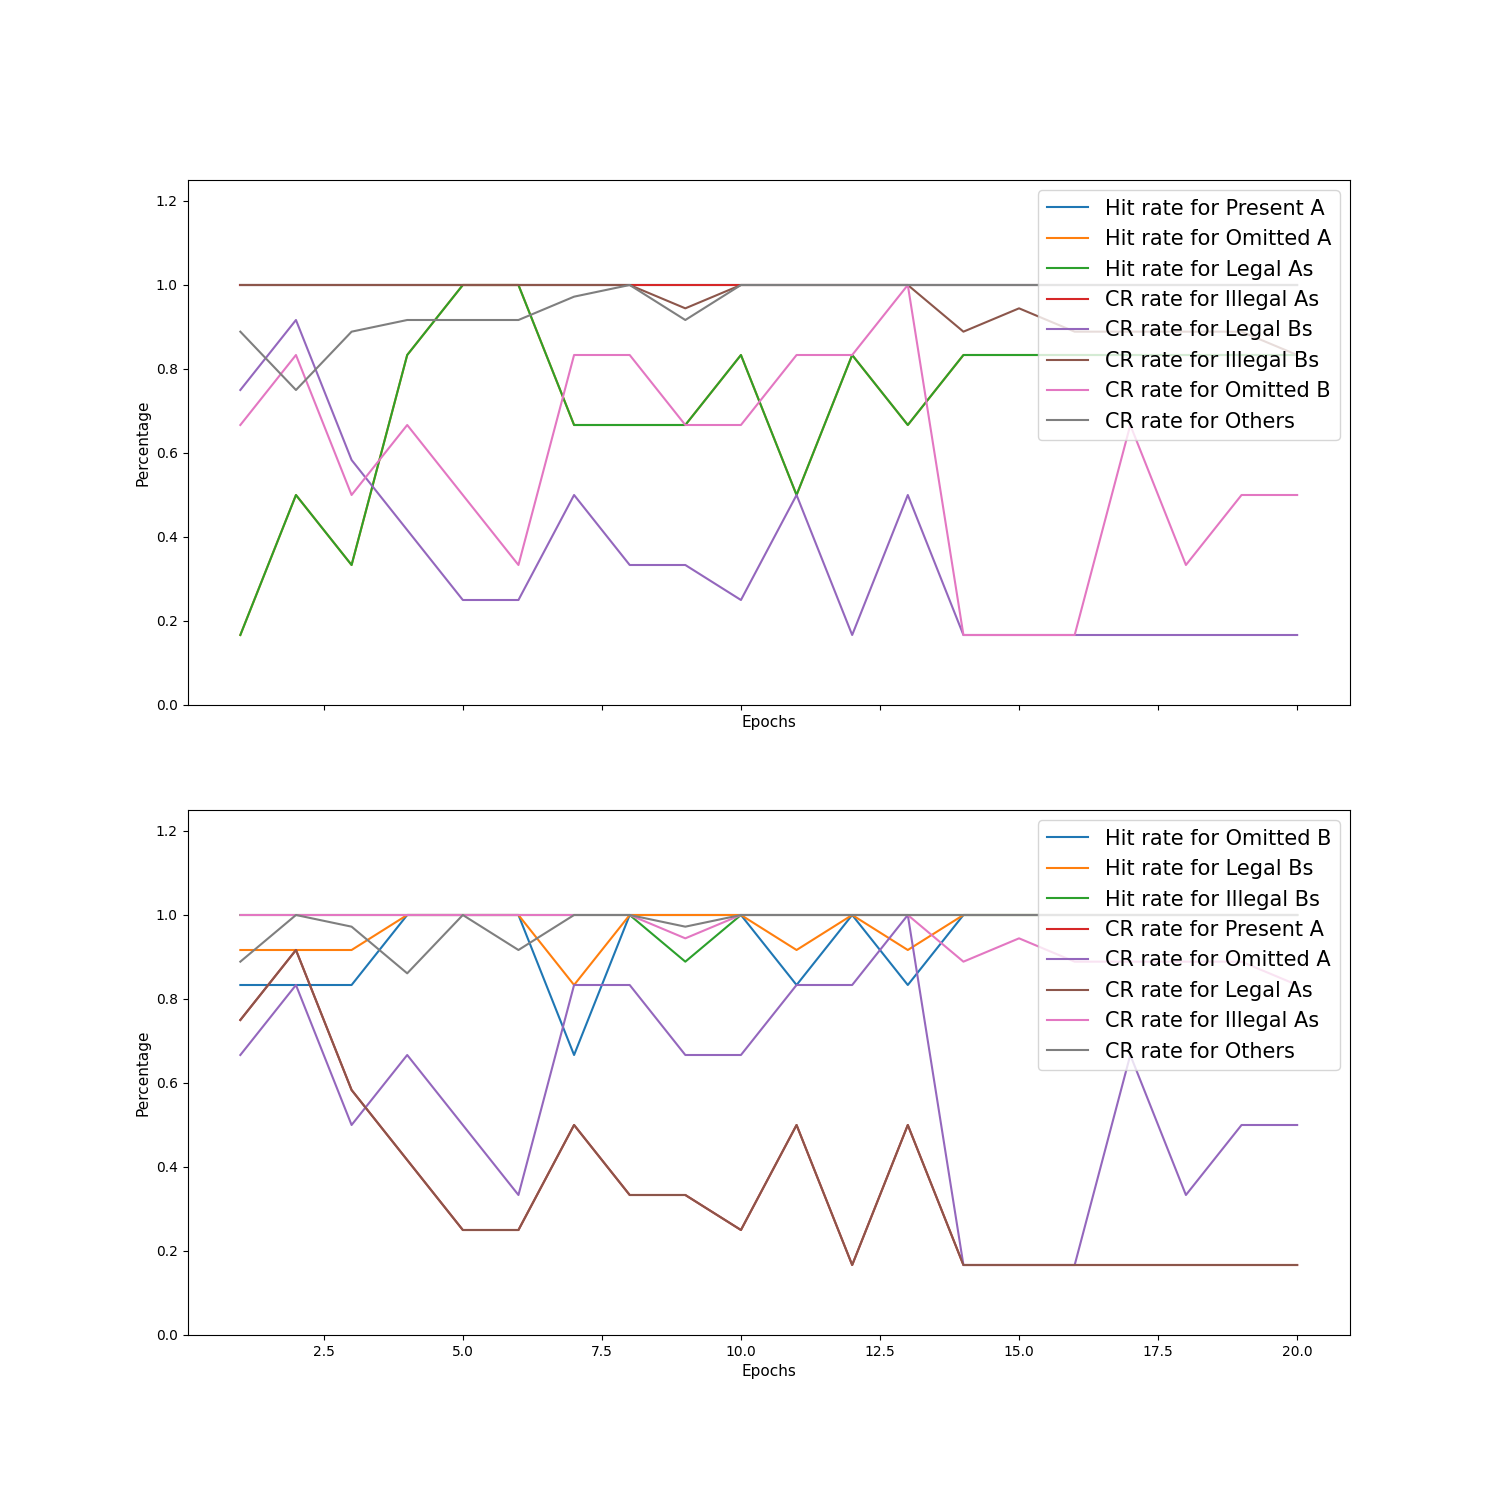 1.2
1.0
0.8
0.6
0.4
0.2
0.0
Percentage
Epochs
Hit rate for Present A
Hit rate for Omitted A
Hit rate for Legal As
CR rate for Illegal As
CR rate for Legal Bs
CR rate for Illegal Bs
CR rate for Omitted B
CR rate for Others
1.2
1.0
0.8
0.6
0.4
0.2
0.0
Percentage
2.5 5.0 7.5 10.0 12.5 15.0 17.5 20.0
Epochs
Hit rate for Omitted B
Hit rate for Legal Bs
Hit rate for Illegal Bs
CR rate for Present A
CR rate for Omitted A
CR rate for Legal As
CR rate for Illegal As
CR rate for Others